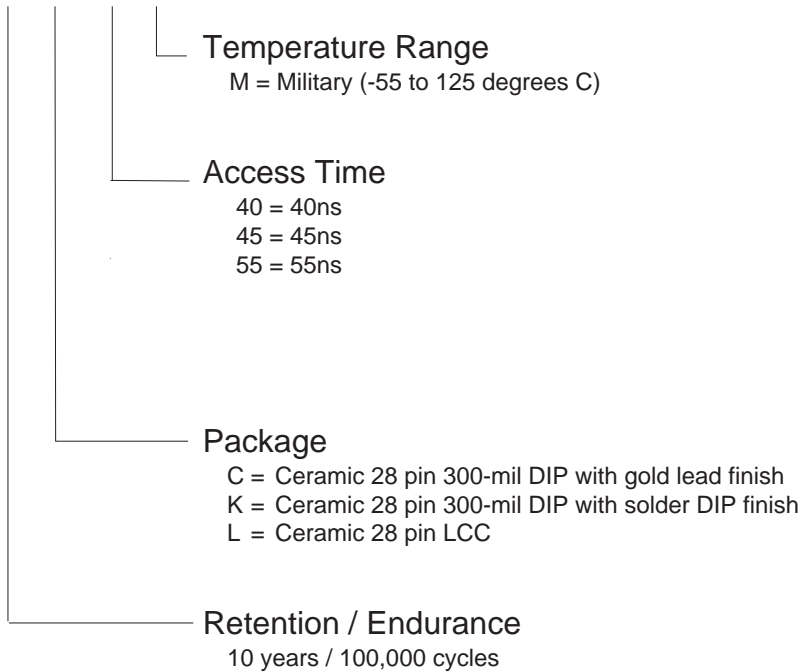 Temperature Range
M = Military (-55 to 125 degrees C)
Access Time
40 = 40ns
45 = 45ns
55 = 55ns
Package
C = Ceramic 28 pin 300-mil DIP with gold lead finish
K = Ceramic 28 pin 300-mil DIP with solder DIP finish
L = Ceramic 28 pin LCC
Retention / Endurance
10 years / 100,000 cycles